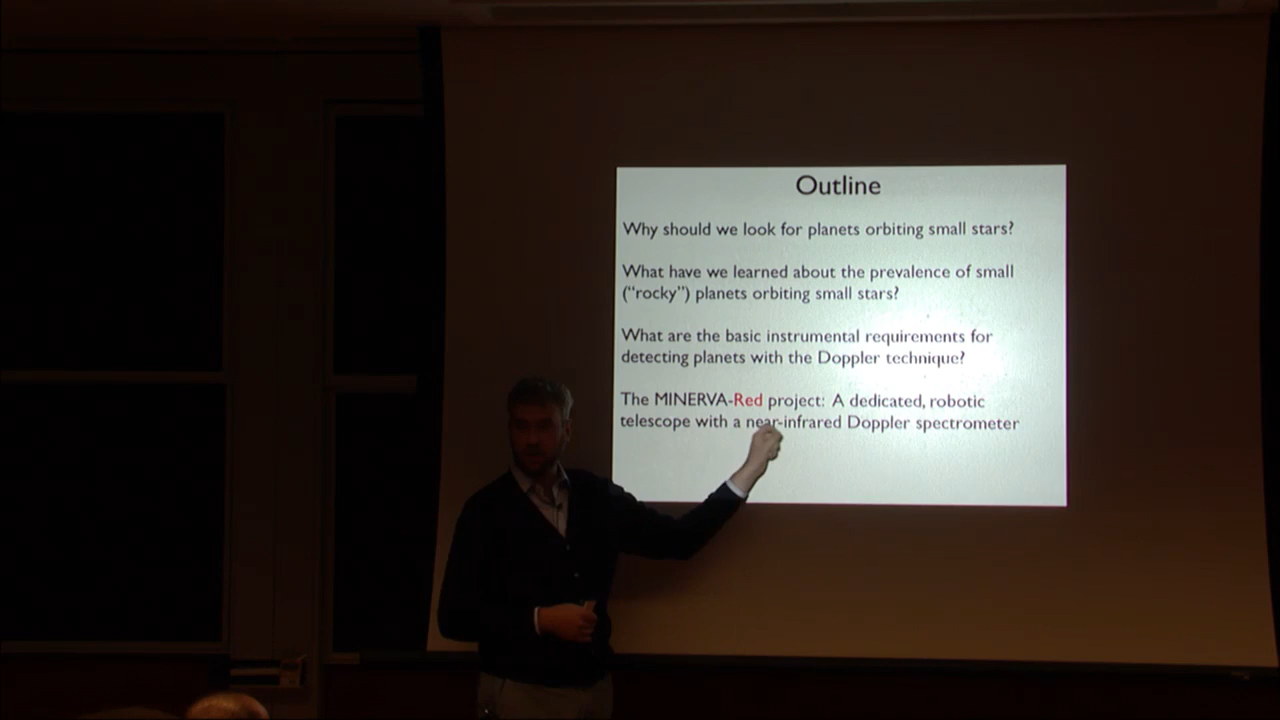 Outline
Why should we look for planets orbiting small stars?
What have we learned about the prevalence of small
("rocky") planets orbiting small stars?
What are the basic instrumental requirements for
detecting planets with the Doppler technique?
The MINERVA-Red project: A dedicated, robotic
telescope with a near-infrared Doppler spectrometer